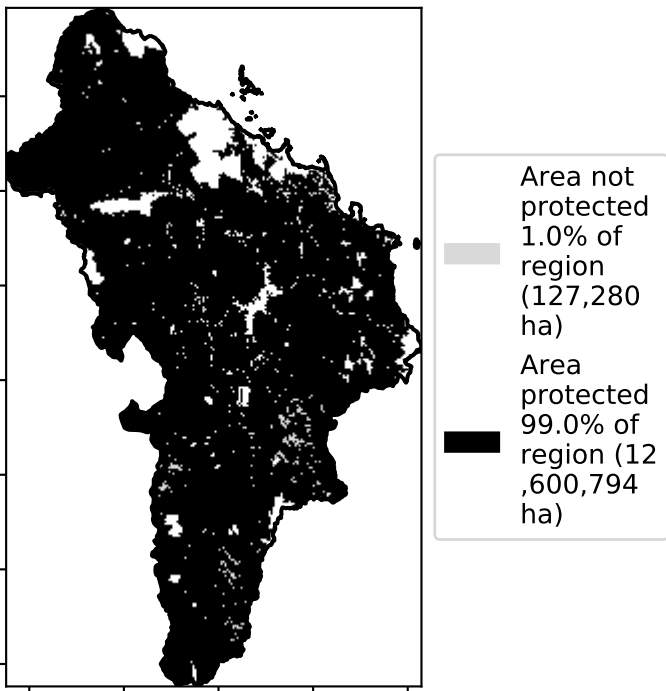 Area not
protected
1.0% of
region
(127,280
ha)
Area
protected
99.0% of
region (12
,600,794
ha)